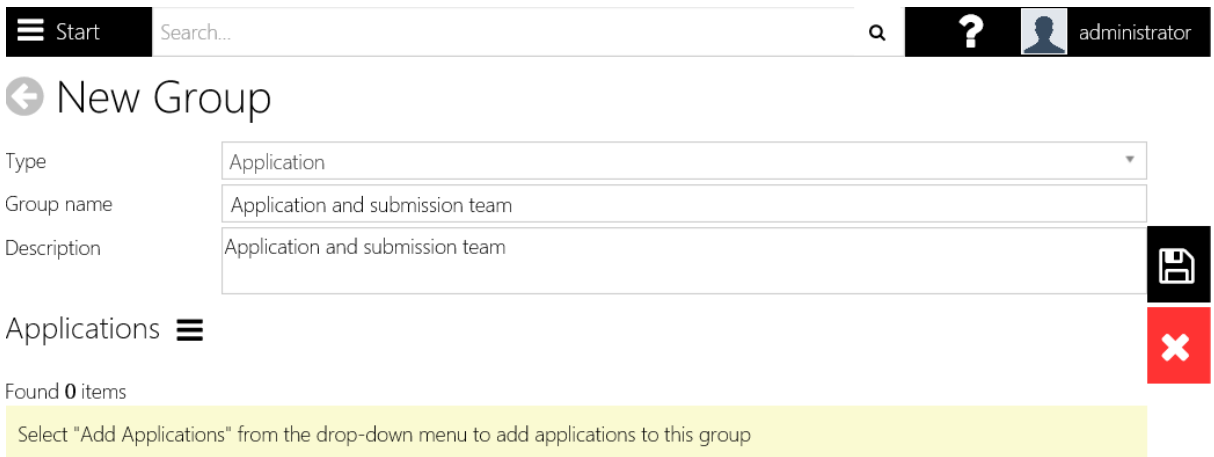 Start
Search...
?
administrator
New Group
Type
Application
Group name
Application and submission team
Description
Application and submission team
Applications
Found 0 items
Select "Add Applications" from the drop-down menu to add applications to this group